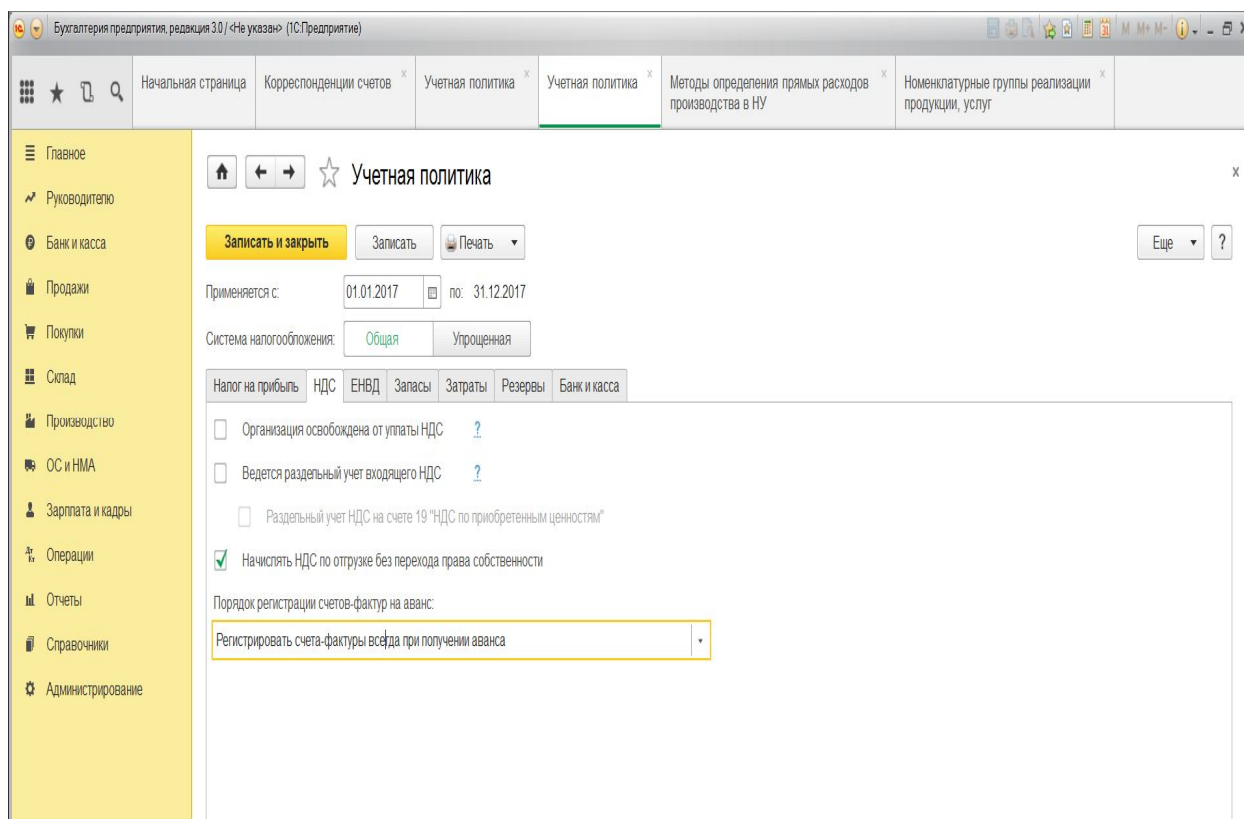 Бухгалтерия предприятия, редакция 3.0 / <Не указан> (1С:Предприятие)
M M+ M-
Начальная страница
Корреспонденции счетов
Учетная политика
Учетная политика
Методы определения прямых расходов
производства в НУ
Номенклатурные группы реализации
продукции, услуг
Главное
Руководителю
Банк и касса
Продажи
Покупки
Склад
Производство
ОС и НМА
Зарплата и кадры
Операции
Отчеты
Справочники
Администрирование
Учетная политика
Записать и закрыть
Записать
Печать
Еще
?
Применяется с:
01.01.2017
по: 31.12.2017
Система налогообложения:
Общая
Упрощенная
Налог на прибыль
НДС
ЕНВД
Запасы
Затраты
Резервы
Банк и касса
Организация освобождена от уплаты НДС ?
Ведется раздельный учет входящего НДС ?
Раздельный учет НДС на счете 19 "НДС по приобретенным ценностям"
Начислять НДС по отгрузке без перехода права собственности
Порядок регистрации счетов-фактур на аванс:
Регистрировать счета-фактуры всегда при получении аванса